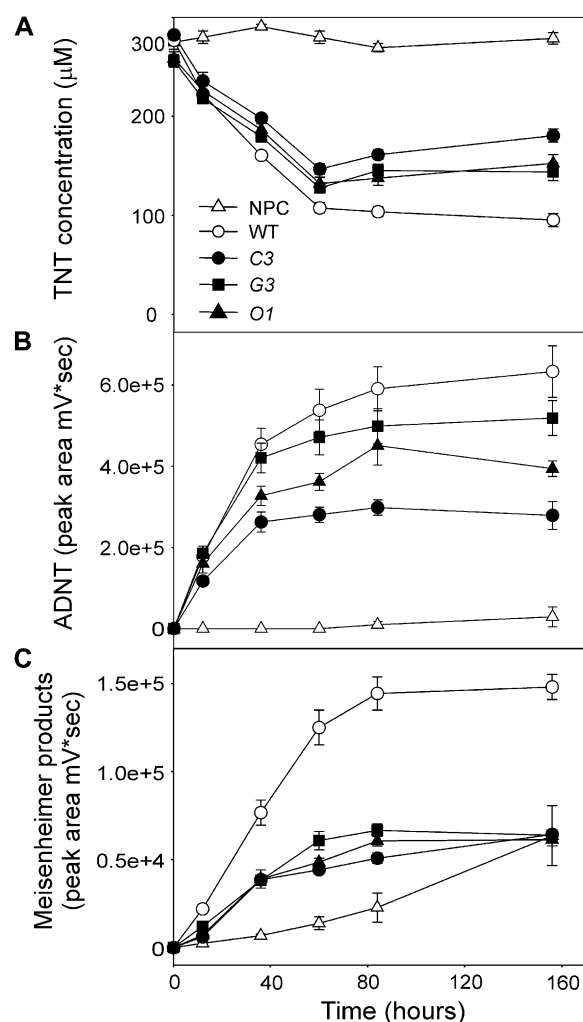 A
TNT concentration (μM)
300
200
100
0
NPC
WT
C3
G3
O1
B
ADNT (peak area mV*sec)
6.0e+5
4.0e+5
2.0e+5
0
C
Meisenheimer products
(peak area mV*sec)
1.5e+5
1.0e+5
0.5e+4
0
0
40
80
120
160
Time (hours)